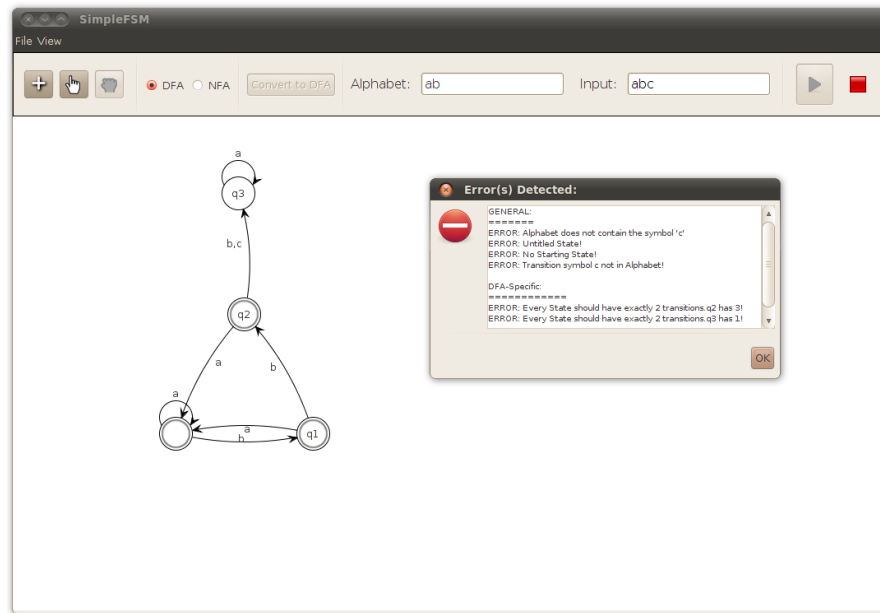 SimpleFSM
File View
DFA NFA Convert to DFA Alphabet: ab Input: abc
a
q3
b,c
q2
a
b
a
a
b
q1
Error(s) Detected:
GENERAL:
=======
ERROR: Alphabet does not contain the symbol 'c'
ERROR: Untitled State!
ERROR: No Starting State!
ERROR: Transition symbol c not in Alphabet!
DFA-Specific:
============
ERROR: Every State should have exactly 2 transitions.q2 has 3!
ERROR: Every State should have exactly 2 transitions.q3 has 1!
OK